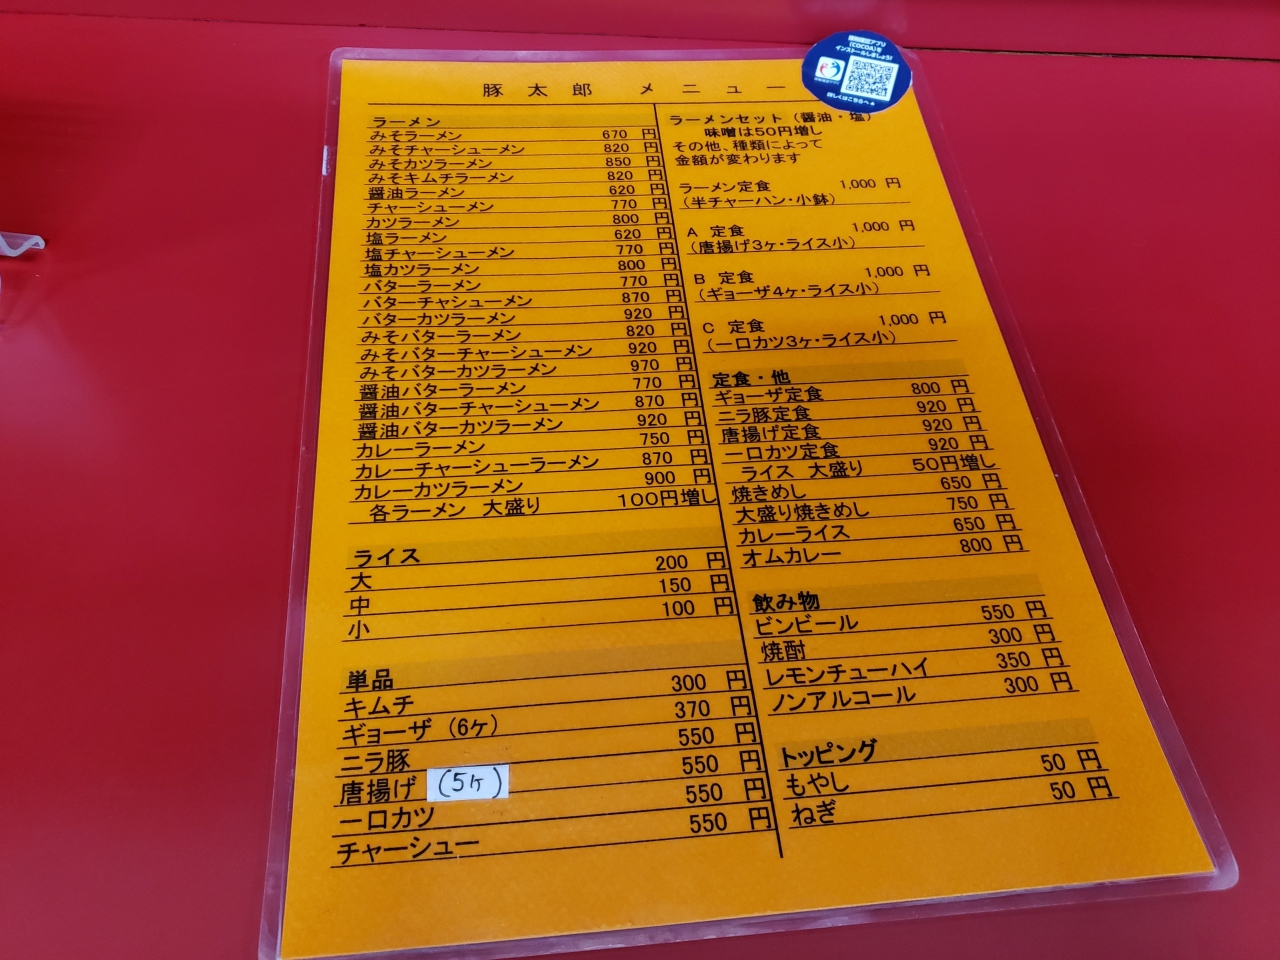 豚太郎 メニュー
ラーメン
みそラーメン 670 円
みそチャーシューメン 820 円
みそカツラーメン 850 円
みそキムチラーメン 820 円
醤油ラーメン 620 円
チャーシューメン 770 円
カツラーメン 800 円
塩ラーメン 620 円
塩チャーシューメン 770 円
塩カツラーメン 800 円
バターラーメン 770 円
バターチャシューメン 870 円
バターカツラーメン 920 円
みそバターラーメン 820 円
みそバターチャーシューメン 920 円
みそバターカツラーメン 970 円
醤油バターラーメン 770 円
醤油バターチャーシューメン 870 円
醤油バターカツラーメン 920 円
カレーラーメン 750 円
カレーチャーシューラーメン 870 円
カレーカツラーメン 900 円
各ラーメン 大盛り 100円増し
ライス
大 200 円
中 150 円
小 100 円
単品
キムチ 300 円
ギョーザ (6ケ) 370 円
ニラ豚 550 円
唐揚げ (5ケ) 550 円
一口カツ 550 円
チャーシュー 550 円
ラーメンセット (醤油・塩)
味噌は50円増し
その他、種類によって
金額が変わります
ラーメン定食 1,000 円
(半チャーハン・小鉢)
A 定食 1,000 円
(唐揚げ3ヶ・ライス小)
B 定食 1,000 円
(ギョーザ4ヶ・ライス小)
C 定食 1,000 円
(一口カツ3ヶ・ライス小)
定食・他
ギョーザ定食 800 円
ニラ豚定食 920 円
唐揚げ定食 920 円
一口カツ定食 920 円
ライス 大盛り 50円増し
焼きめし 650 円
大盛り焼きめし 750 円
カレーライス 650 円
オムカレー 800 円
飲み物
ビンビール 550 円
焼酎 300 円
レモンチューハイ 350 円
ノンアルコール 300 円
トッピング
もやし 50 円
ねぎ 50 円
アプリ
(COCOA)を
インストールしましょう!
詳しくはこちらへ